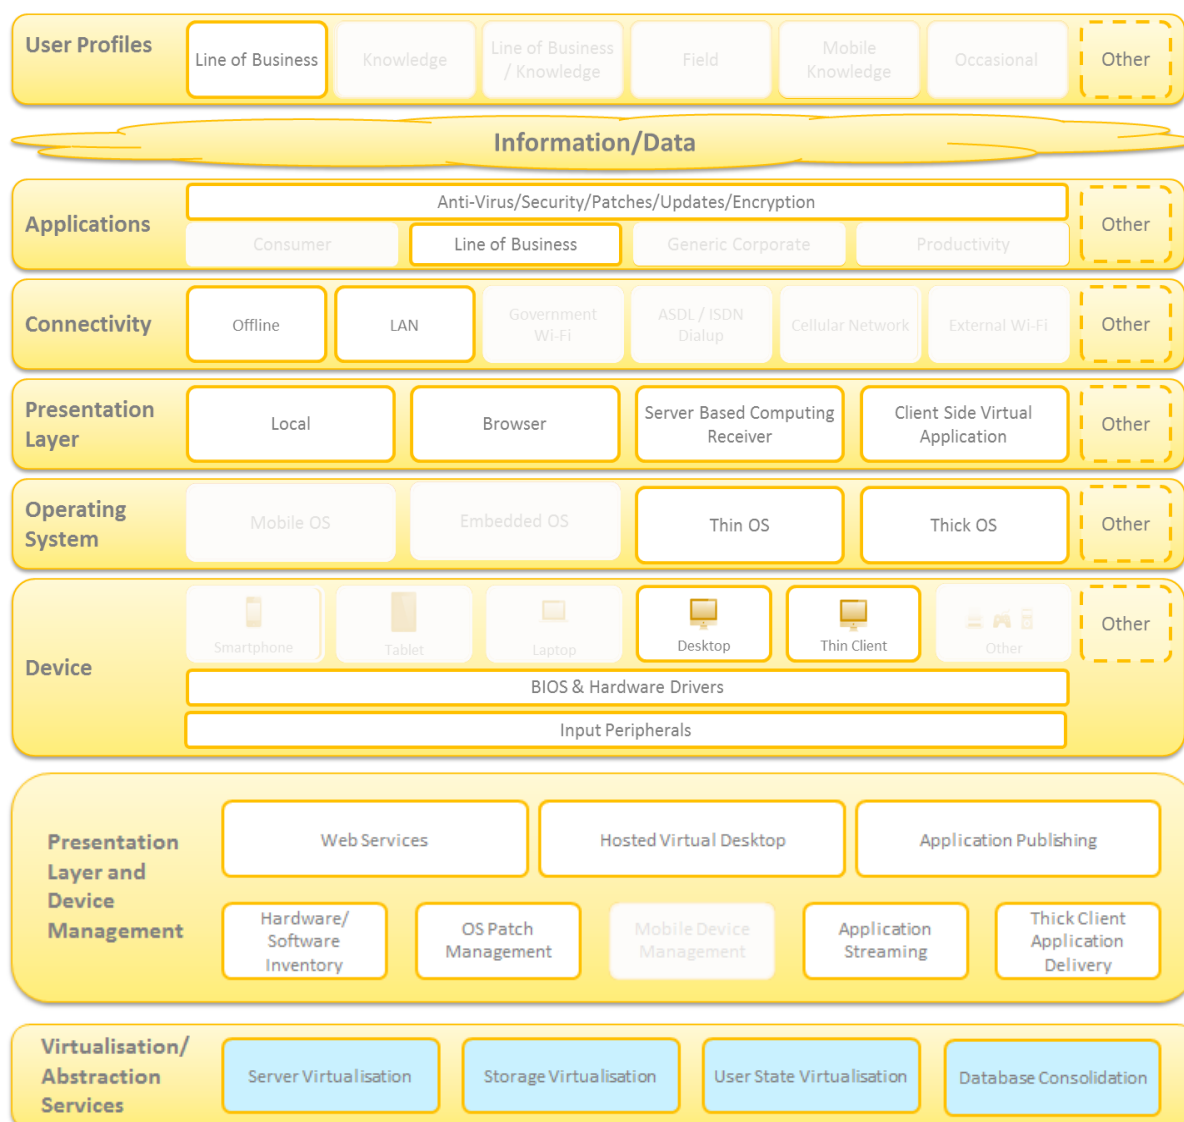 User Profiles
Line of Business
Knowledge
Line of Business
/ Knowledge
Field
Mobile
Knowledge
Occasional
Other
Information/Data
Applications
Anti-Virus/Security/Patches/Updates/Encryption
Consumer
Line of Business
Generic Corporate
Productivity
Other
Connectivity
Offline
LAN
Government
Wi-Fi
ASDL / ISDN
Dialup
Cellular Network
External Wi-Fi
Other
Presentation
Layer
Local
Browser
Server Based Computing
Receiver
Client Side Virtual
Application
Other
Operating
System
Mobile OS
Embedded OS
Thin OS
Thick OS
Other
Device
Smartphone
Tablet
Laptop
Desktop
Thin Client
Other
Other
BIOS & Hardware Drivers
Input Peripherals
Presentation
Layer and
Device
Management
Web Services
Hosted Virtual Desktop
Application Publishing
Hardware/
Software
Inventory
OS Patch
Management
Mobile Device
Management
Application
Streaming
Thick Client
Application
Delivery
Virtualisation/
Abstraction
Services
Server Virtualisation
Storage Virtualisation
User State Virtualisation
Database Consolidation